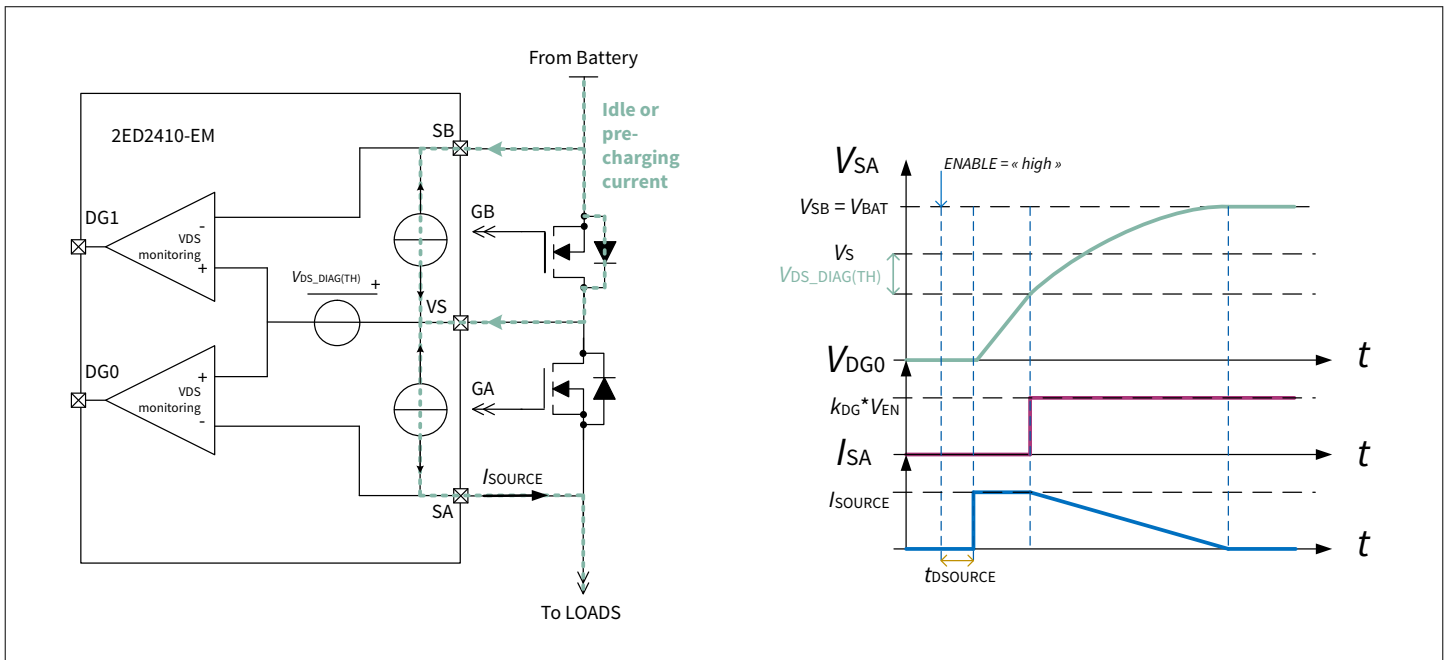 From Battery
2ED2410-EM
SB
Idle or
pre-
charging
current
DG1
-
VDS
monitoring
+
GB
VDS_DIAG(TH)
+
VS
DG0
+
VDS
monitoring
-
GA
ISOURCE
SA
To LOADS
VSA
ENABLE = « high »
VSB = VBAT
VS
VDS_DIAG(TH)
VDG0
t
kDG*VEN
ISA
t
ISOURCE
t
tDSOURCE